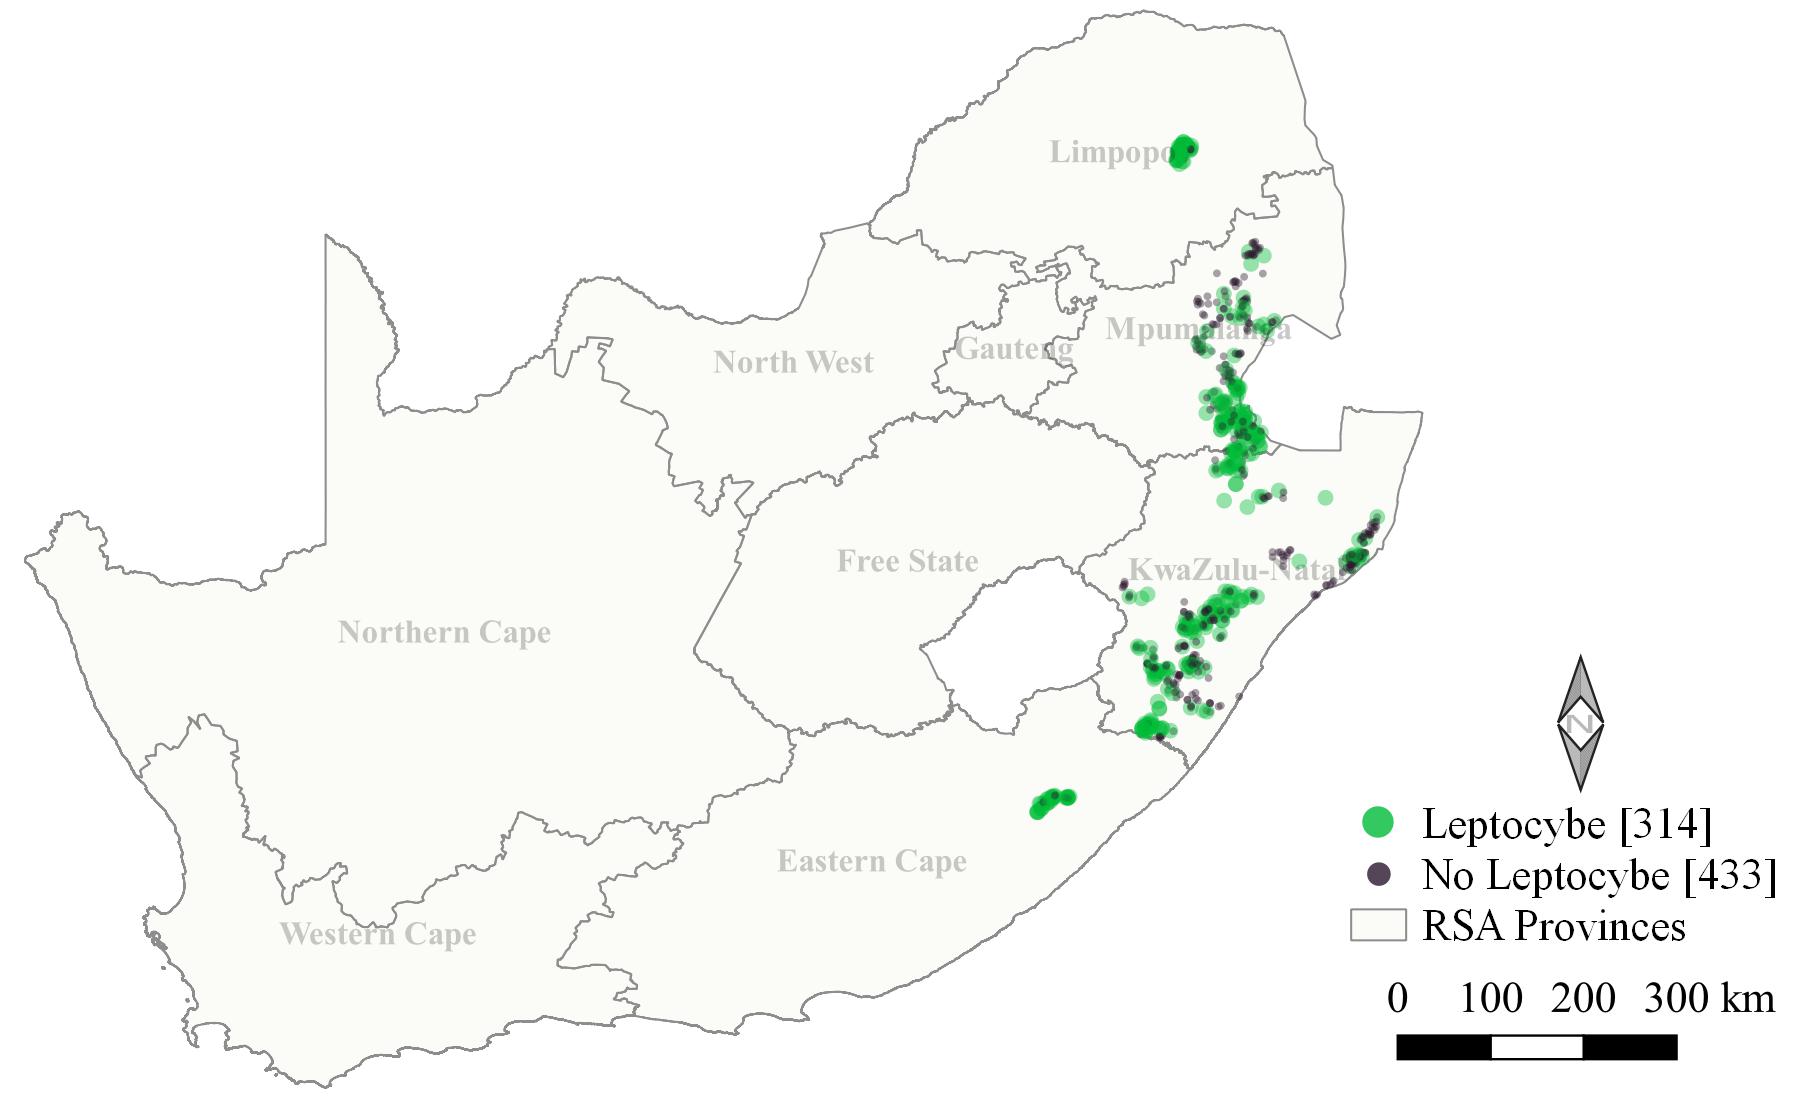 Limpopo
Mpumalanga
North West
Gauteng
Free State
KwaZulu-Natal
Northern Cape
Eastern Cape
Western Cape
N
Leptocybe [314]
No Leptocybe [433]
RSA Provinces
0 100 200 300 km